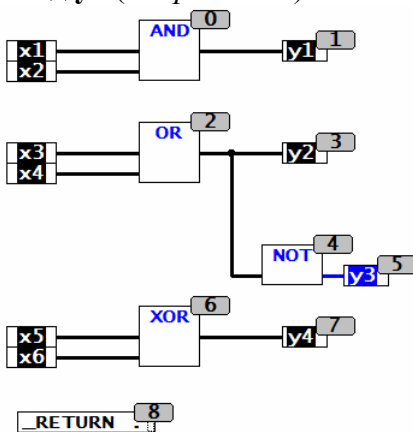 0
AND
x1 y1 1
x2
2
OR
x3 y2 3
x4
4
NOT
y3 5
6
XOR
x5 y4 7
x6
8
_RETURN